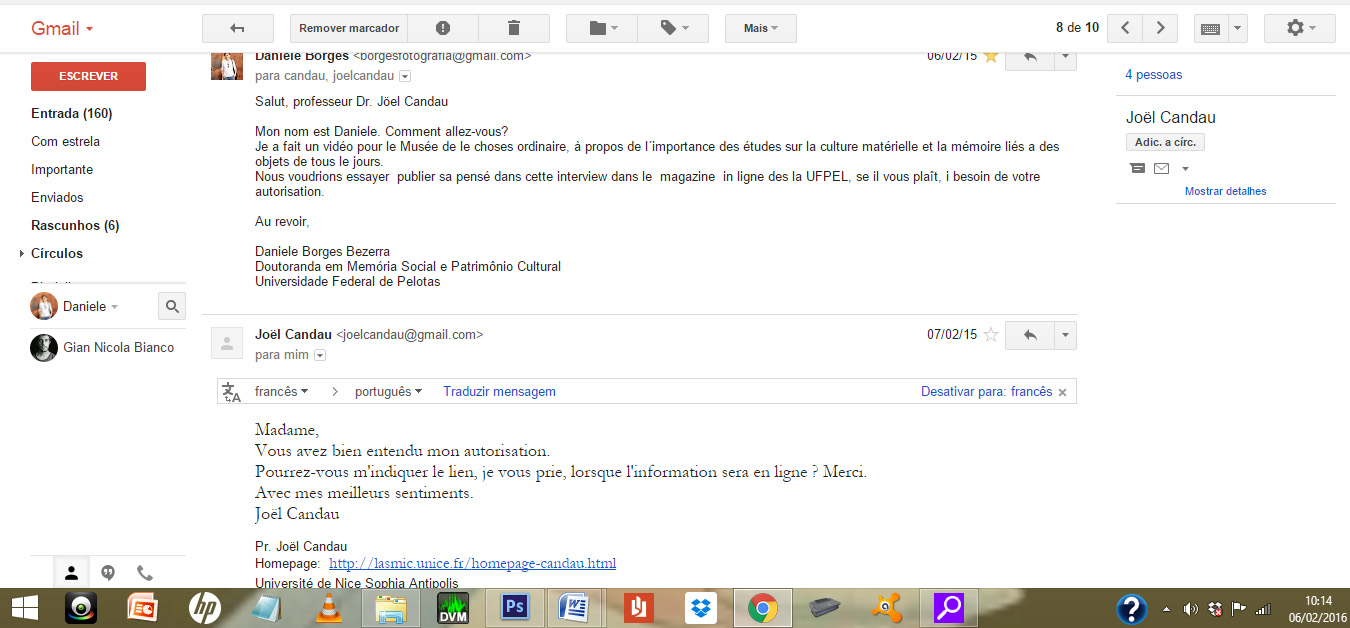 Gmail
Remover marcador
Mais
8 de 10
ESCREVER
Entrada (160)
Com estrela
Importante
Enviados
Rascunhos (6)
Círculos
Daniele
Gian Nicola Bianco
Daniele Borges <borgesfotografia@gmail.com>
06/02/15
para candau, joelcandau
Salut, professeur Dr. Jöel Candau
Mon nom est Daniele. Comment allez-vous?
Je a fait un vidéo pour le Musée de le choses ordinaire, à propos de l´importance des études sur la culture matérielle et la mémoire liés a des
objets de tous le jours.
Nous voudrions essayer publier sa pensé dans cette interview dans le magazine in ligne des la UFPEL, se il vous plaît, i besoin de votre
autorisation.
Au revoir,
Daniele Borges Bezerra
Doutoranda em Memória Social e Patrimônio Cultural
Universidade Federal de Pelotas
Joël Candau <joelcandau@gmail.com>
07/02/15
para mim
francês > português Traduzir mensagem
Desativar para: francês ×
Madame,
Vous avez bien entendu mon autorisation.
Pourrez-vous m'indiquer le lien, je vous prie, lorsque l'information sera en ligne ? Merci.
Avec mes meilleurs sentiments.
Joël Candau
Pr. Joël Candau
Homepage: http://lasmic.unice.fr/homepage-candau.html
Université de Nice Sophia Antipolis
4 pessoas
Joël Candau
Adic. a círc.
Mostrar detalhes
hp
DVM
Ps
W
?
10:14
06/02/2016